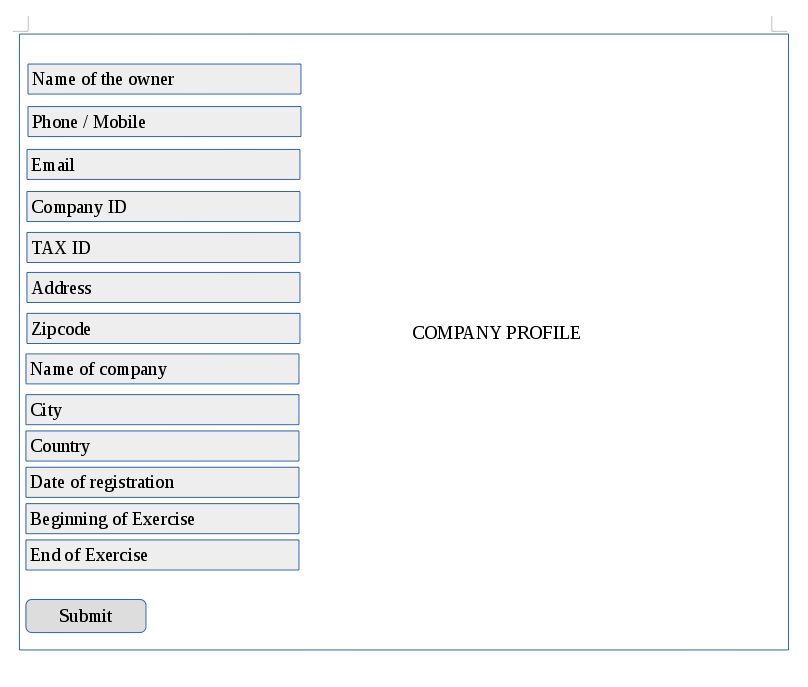 Name of the owner
Phone / Mobile
Email
Company ID
TAX ID
Address
Zipcode
COMPANY PROFILE
Name of company
City
Country
Date of registration
Beginning of Exercise
End of Exercise
Submit